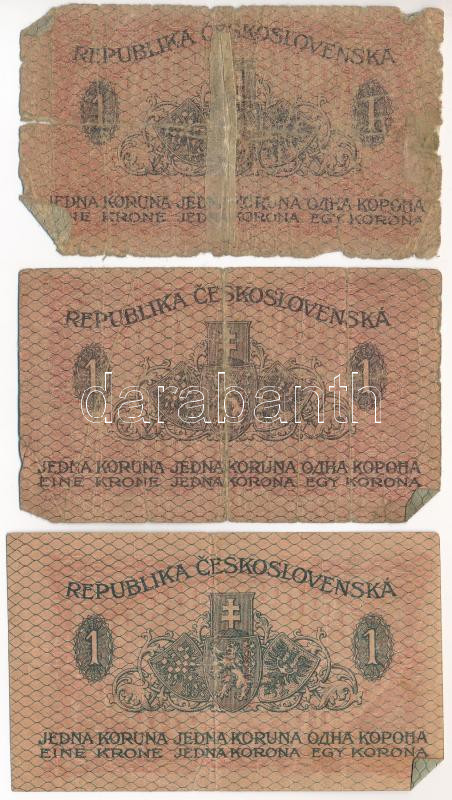 REPUBLIKA ČESKOSLOVENSKÁ
1 1
JEDNA KORUNA JEDNA KORUNA ОДНА КОРОНА
EINE KRONE JEDNA KORONA EGY KORONA
REPUBLIKA ČESKOSLOVENSKÁ
1 1
darabanth
JEDNA KORUNA JEDNA KORUNA ОДНА КОРОНА
EINE KRONE JEDNA KORONA EGY KORONA
REPUBLIKA ČESKOSLOVENSKÁ
1 1
JEDNA KORUNA JEDNA KORUNA ОДНА КОРОНА
EINE KRONE JEDNA KORONA EGY KORONA